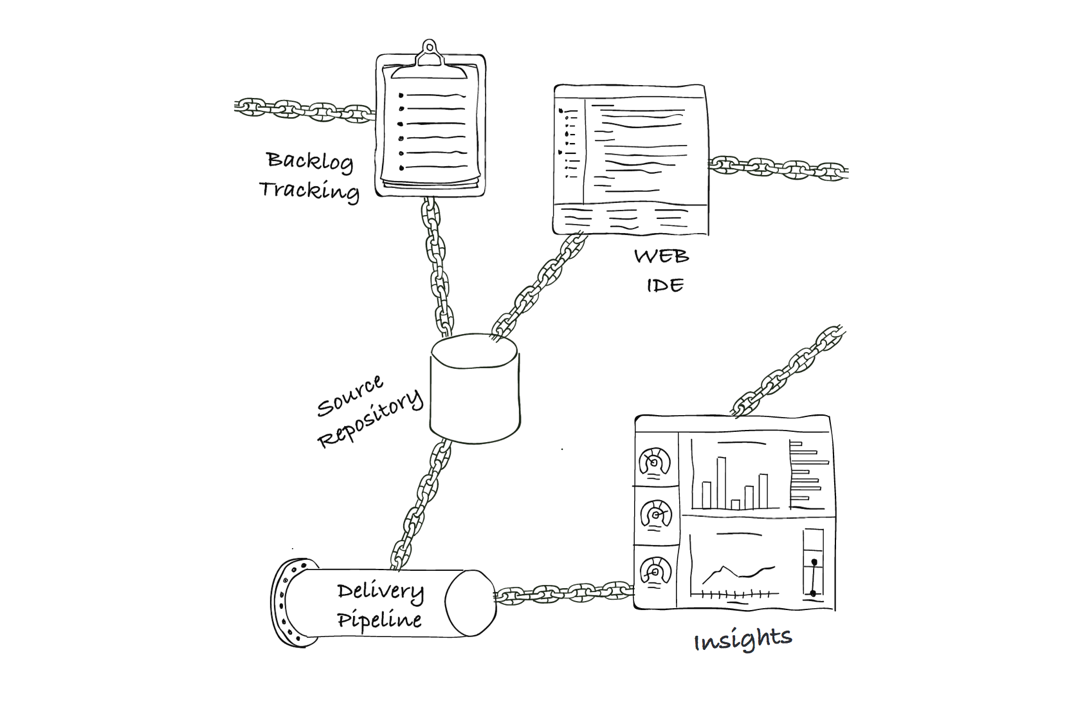 Backlog
Tracking
WEB
IDE
Source
Repository
Delivery
Pipeline
Insights